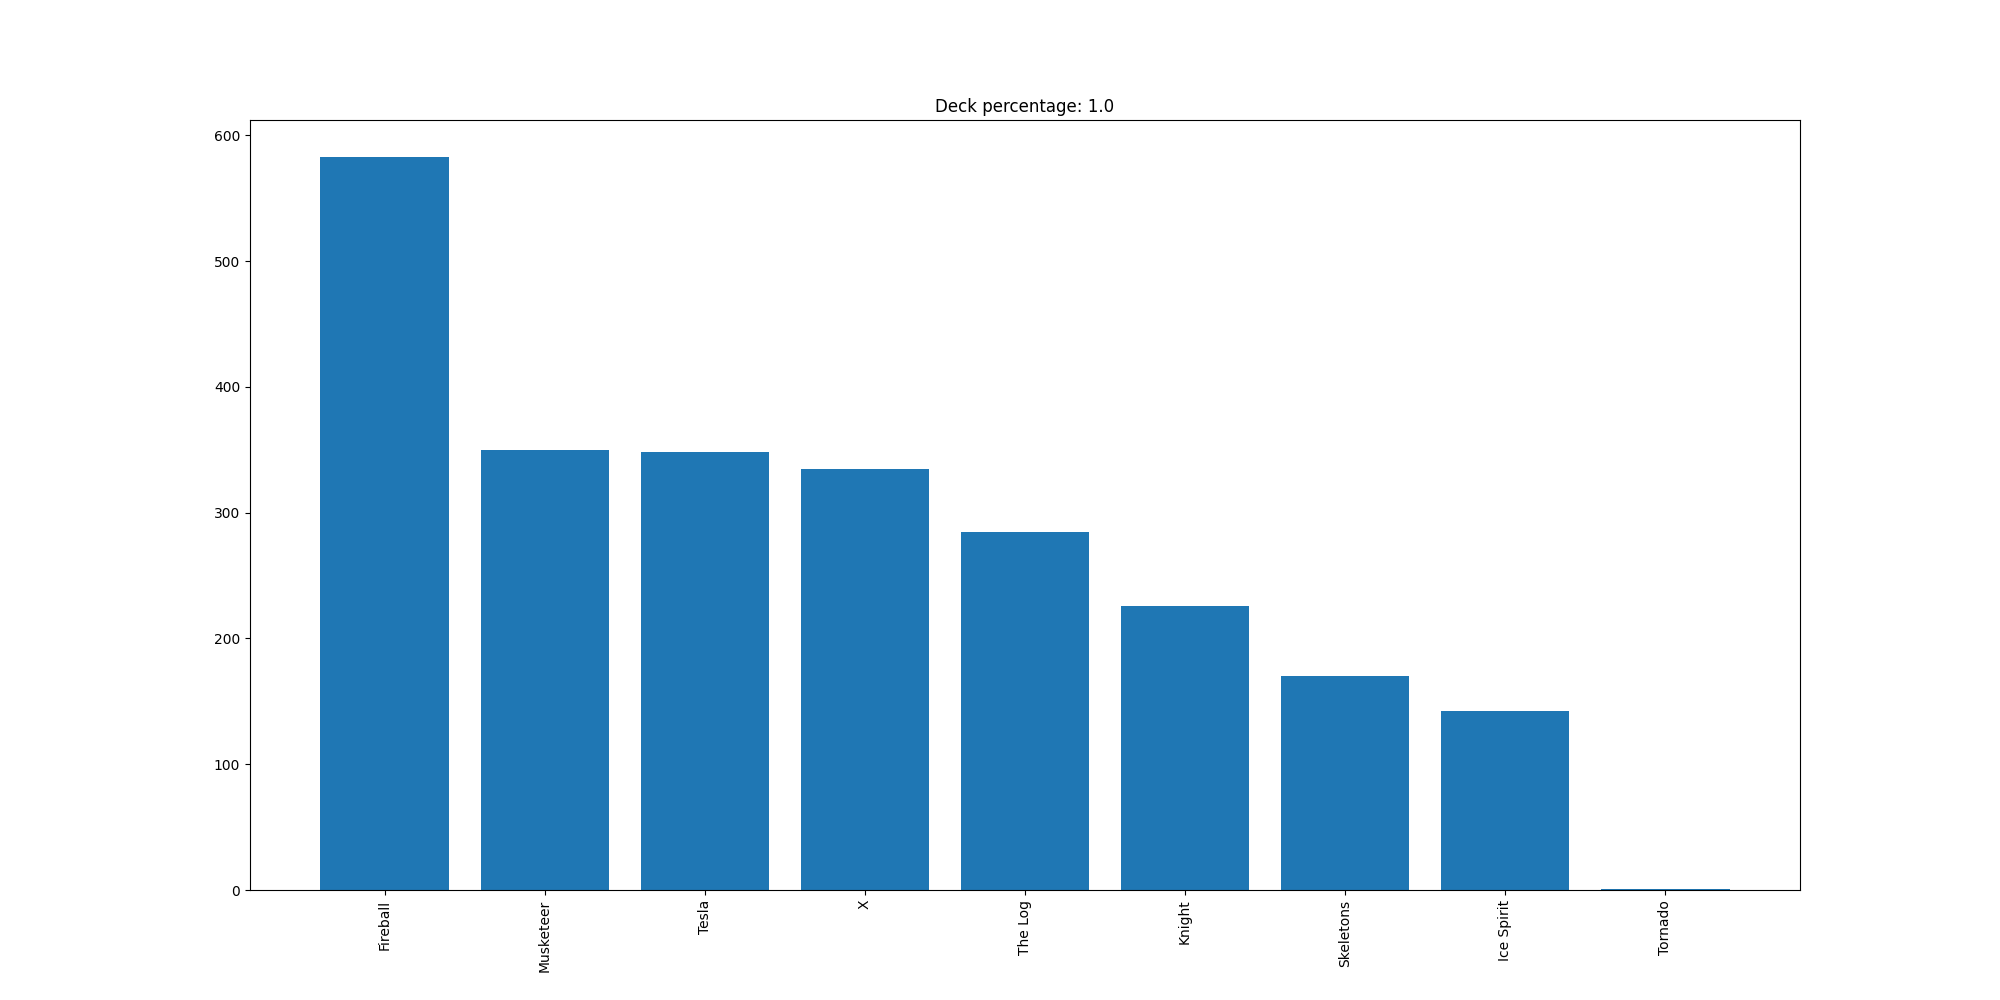 Deck percentage: 1.0
600
500
400
300
200
100
0
Fireball
Musketeer
Tesla
X
The Log
Knight
Skeletons
Ice Spirit
Tornado